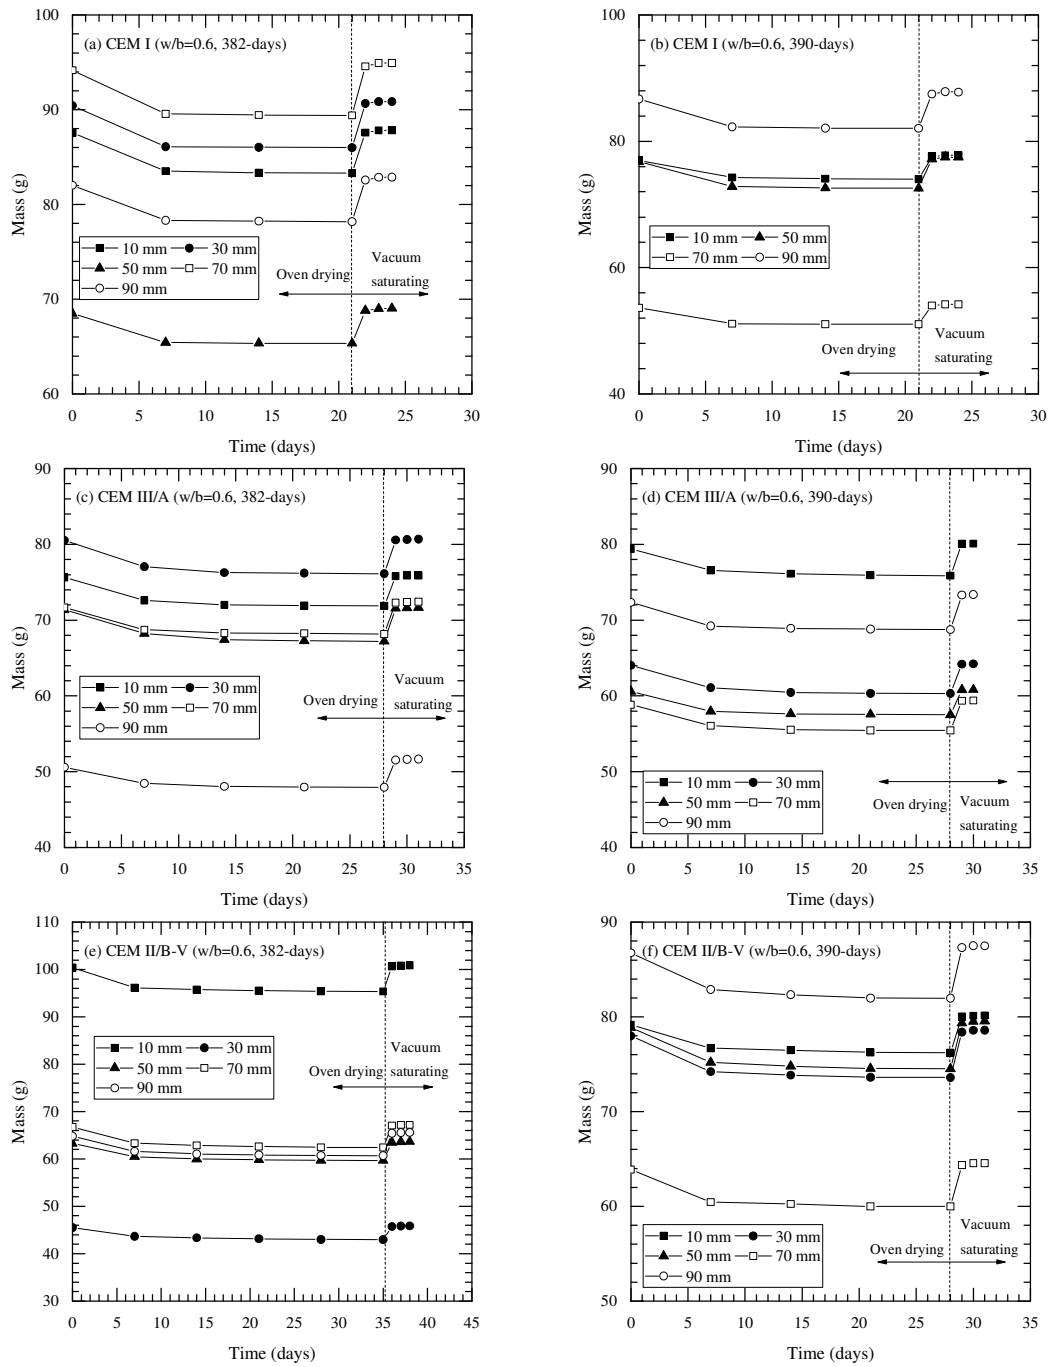 (a) CEM I (w/b=0.6, 382-days)
100
90
80
70
60
Mass (g)
10 mm 30 mm
50 mm 70 mm
90 mm
Oven drying
Vacuum
saturating
0 5 10 15 20 25 30
Time (days)
(b) CEM I (w/b=0.6, 390-days)
100
80
60
40
Mass (g)
10 mm 50 mm
70 mm 90 mm
Oven drying
Vacuum
saturating
0 5 10 15 20 25 30
Time (days)
(c) CEM III/A (w/b=0.6, 382-days)
90
80
70
60
50
40
Mass (g)
10 mm 30 mm
50 mm 70 mm
90 mm
Oven drying
Vacuum
saturating
0 5 10 15 20 25 30 35
Time (days)
(d) CEM III/A (w/b=0.6, 390-days)
90
80
70
60
50
40
Mass (g)
10 mm 30 mm
50 mm 70 mm
90 mm
Oven drying
Vacuum
saturating
0 5 10 15 20 25 30 35
Time (days)
(e) CEM II/B-V (w/b=0.6, 382-days)
110
100
90
80
70
60
50
40
30
Mass (g)
10 mm 30 mm
50 mm 70 mm
90 mm
Oven drying
Vacuum
saturating
0 5 10 15 20 25 30 35 40 45
Time (days)
(f) CEM II/B-V (w/b=0.6, 390-days)
90
80
70
60
50
Mass (g)
10 mm 30 mm
50 mm 70 mm
90 mm
Oven drying
Vacuum
saturating
0 5 10 15 20 25 30 35
Time (days)